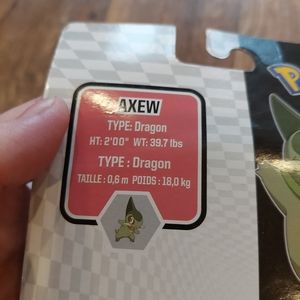 AXEW
TYPE: Dragon
HT: 2'00" WT: 39.7 lbs
TYPE : Dragon
TAILLE : 0,6 m POIDS : 18,0 kg